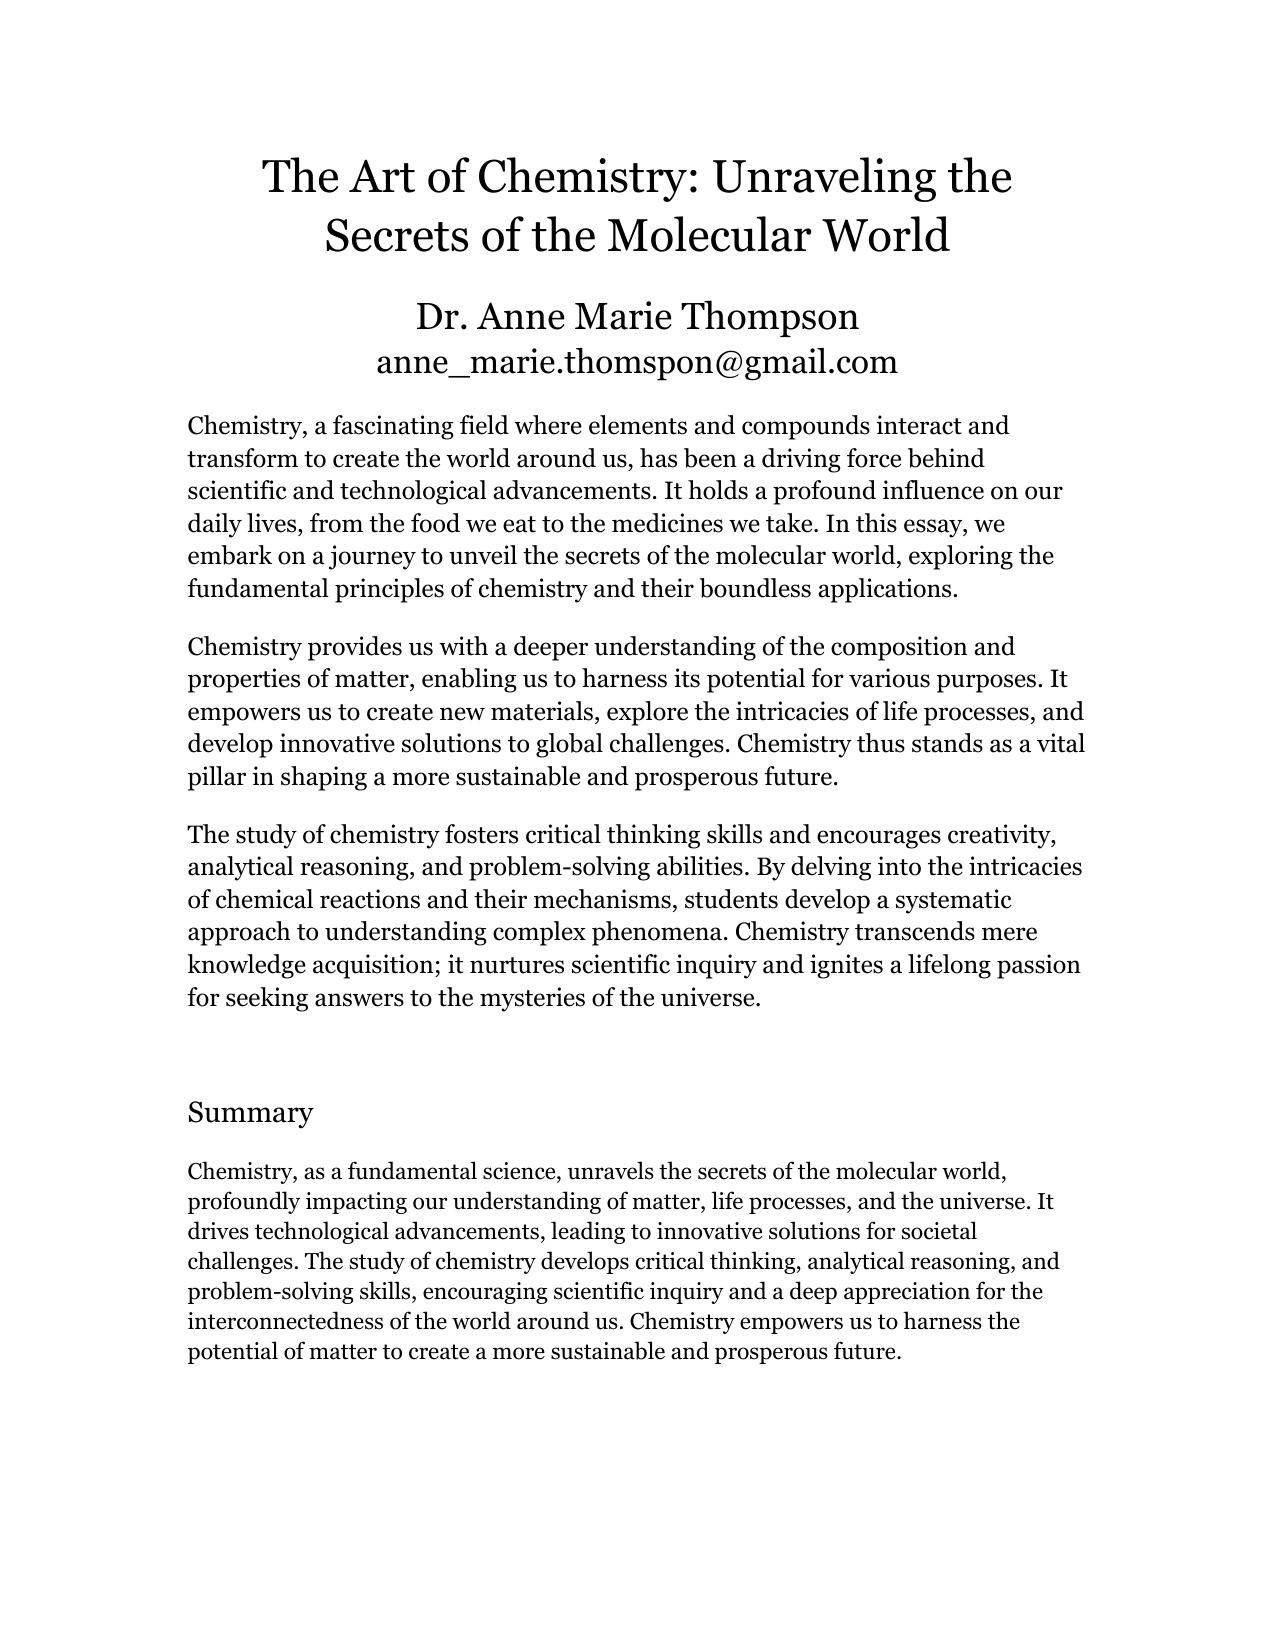 The Art of Chemistry: Unraveling the
Secrets of the Molecular World
Dr. Anne Marie Thompson
anne_marie.thomspon@gmail.com
Chemistry, a fascinating field where elements and compounds interact and
transform to create the world around us, has been a driving force behind
scientific and technological advancements. It holds a profound influence on our
daily lives, from the food we eat to the medicines we take. In this essay, we
embark on a journey to unveil the secrets of the molecular world, exploring the
fundamental principles of chemistry and their boundless applications.
Chemistry provides us with a deeper understanding of the composition and
properties of matter, enabling us to harness its potential for various purposes. It
empowers us to create new materials, explore the intricacies of life processes, and
develop innovative solutions to global challenges. Chemistry thus stands as a vital
pillar in shaping a more sustainable and prosperous future.
The study of chemistry fosters critical thinking skills and encourages creativity,
analytical reasoning, and problem-solving abilities. By delving into the intricacies
of chemical reactions and their mechanisms, students develop a systematic
approach to understanding complex phenomena. Chemistry transcends mere
knowledge acquisition; it nurtures scientific inquiry and ignites a lifelong passion
for seeking answers to the mysteries of the universe.
Summary
Chemistry, as a fundamental science, unravels the secrets of the molecular world,
profoundly impacting our understanding of matter, life processes, and the universe. It
drives technological advancements, leading to innovative solutions for societal
challenges. The study of chemistry develops critical thinking, analytical reasoning, and
problem-solving skills, encouraging scientific inquiry and a deep appreciation for the
interconnectedness of the world around us. Chemistry empowers us to harness the
potential of matter to create a more sustainable and prosperous future.